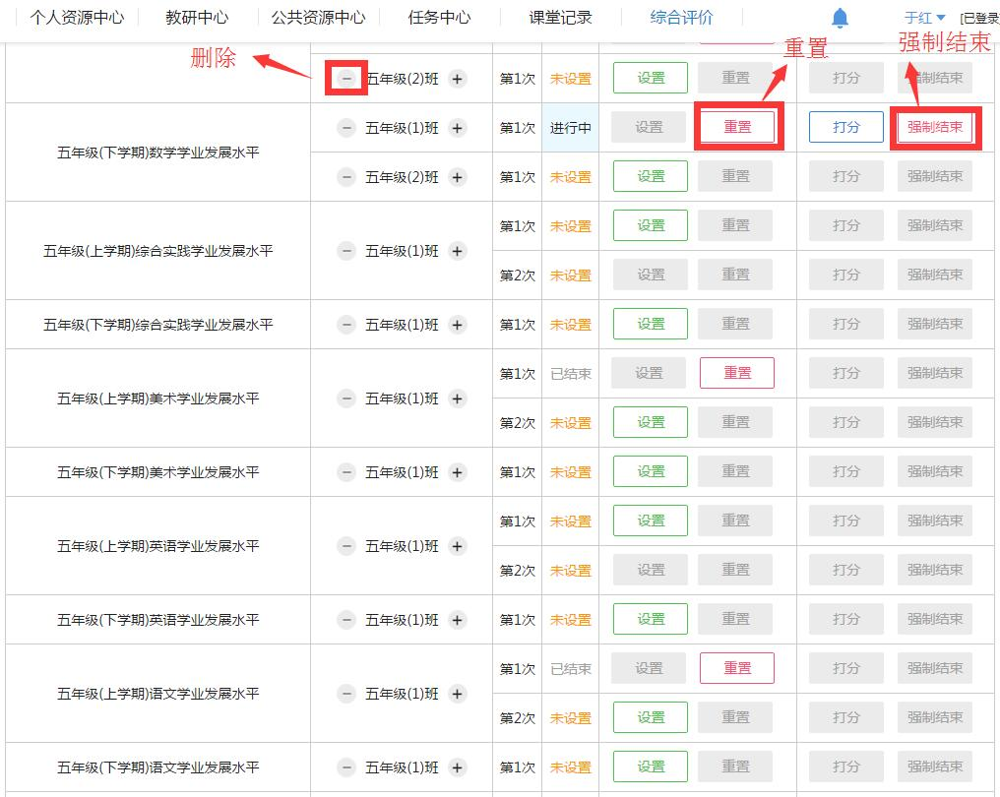 个人资源中心 教研中心 公共资源中心 任务中心 课堂记录 综合评价 于红 [已登录
删除 重置 强制结束
五年级(2)班 第1次 未设置 设置 重置 打分 强制结束
五年级(下学期)数学学业发展水平 五年级(1)班 第1次 进行中 设置 重置 打分 强制结束
五年级(2)班 第1次 未设置 设置 重置 打分 强制结束
五年级(上学期)综合实践学业发展水平 五年级(1)班 第1次 未设置 设置 重置 打分 强制结束
第2次 未设置 设置 重置 打分 强制结束
五年级(下学期)综合实践学业发展水平 五年级(1)班 第1次 未设置 设置 重置 打分 强制结束
五年级(上学期)美术学业发展水平 五年级(1)班 第1次 已结束 设置 重置 打分 强制结束
第2次 未设置 设置 重置 打分 强制结束
五年级(下学期)美术学业发展水平 五年级(1)班 第1次 未设置 设置 重置 打分 强制结束
五年级(上学期)英语学业发展水平 五年级(1)班 第1次 未设置 设置 重置 打分 强制结束
第2次 未设置 设置 重置 打分 强制结束
五年级(下学期)英语学业发展水平 五年级(1)班 第1次 未设置 设置 重置 打分 强制结束
五年级(上学期)语文学业发展水平 五年级(1)班 第1次 已结束 设置 重置 打分 强制结束
第2次 未设置 设置 重置 打分 强制结束
五年级(下学期)语文学业发展水平 五年级(1)班 第1次 未设置 设置 重置 打分 强制结束